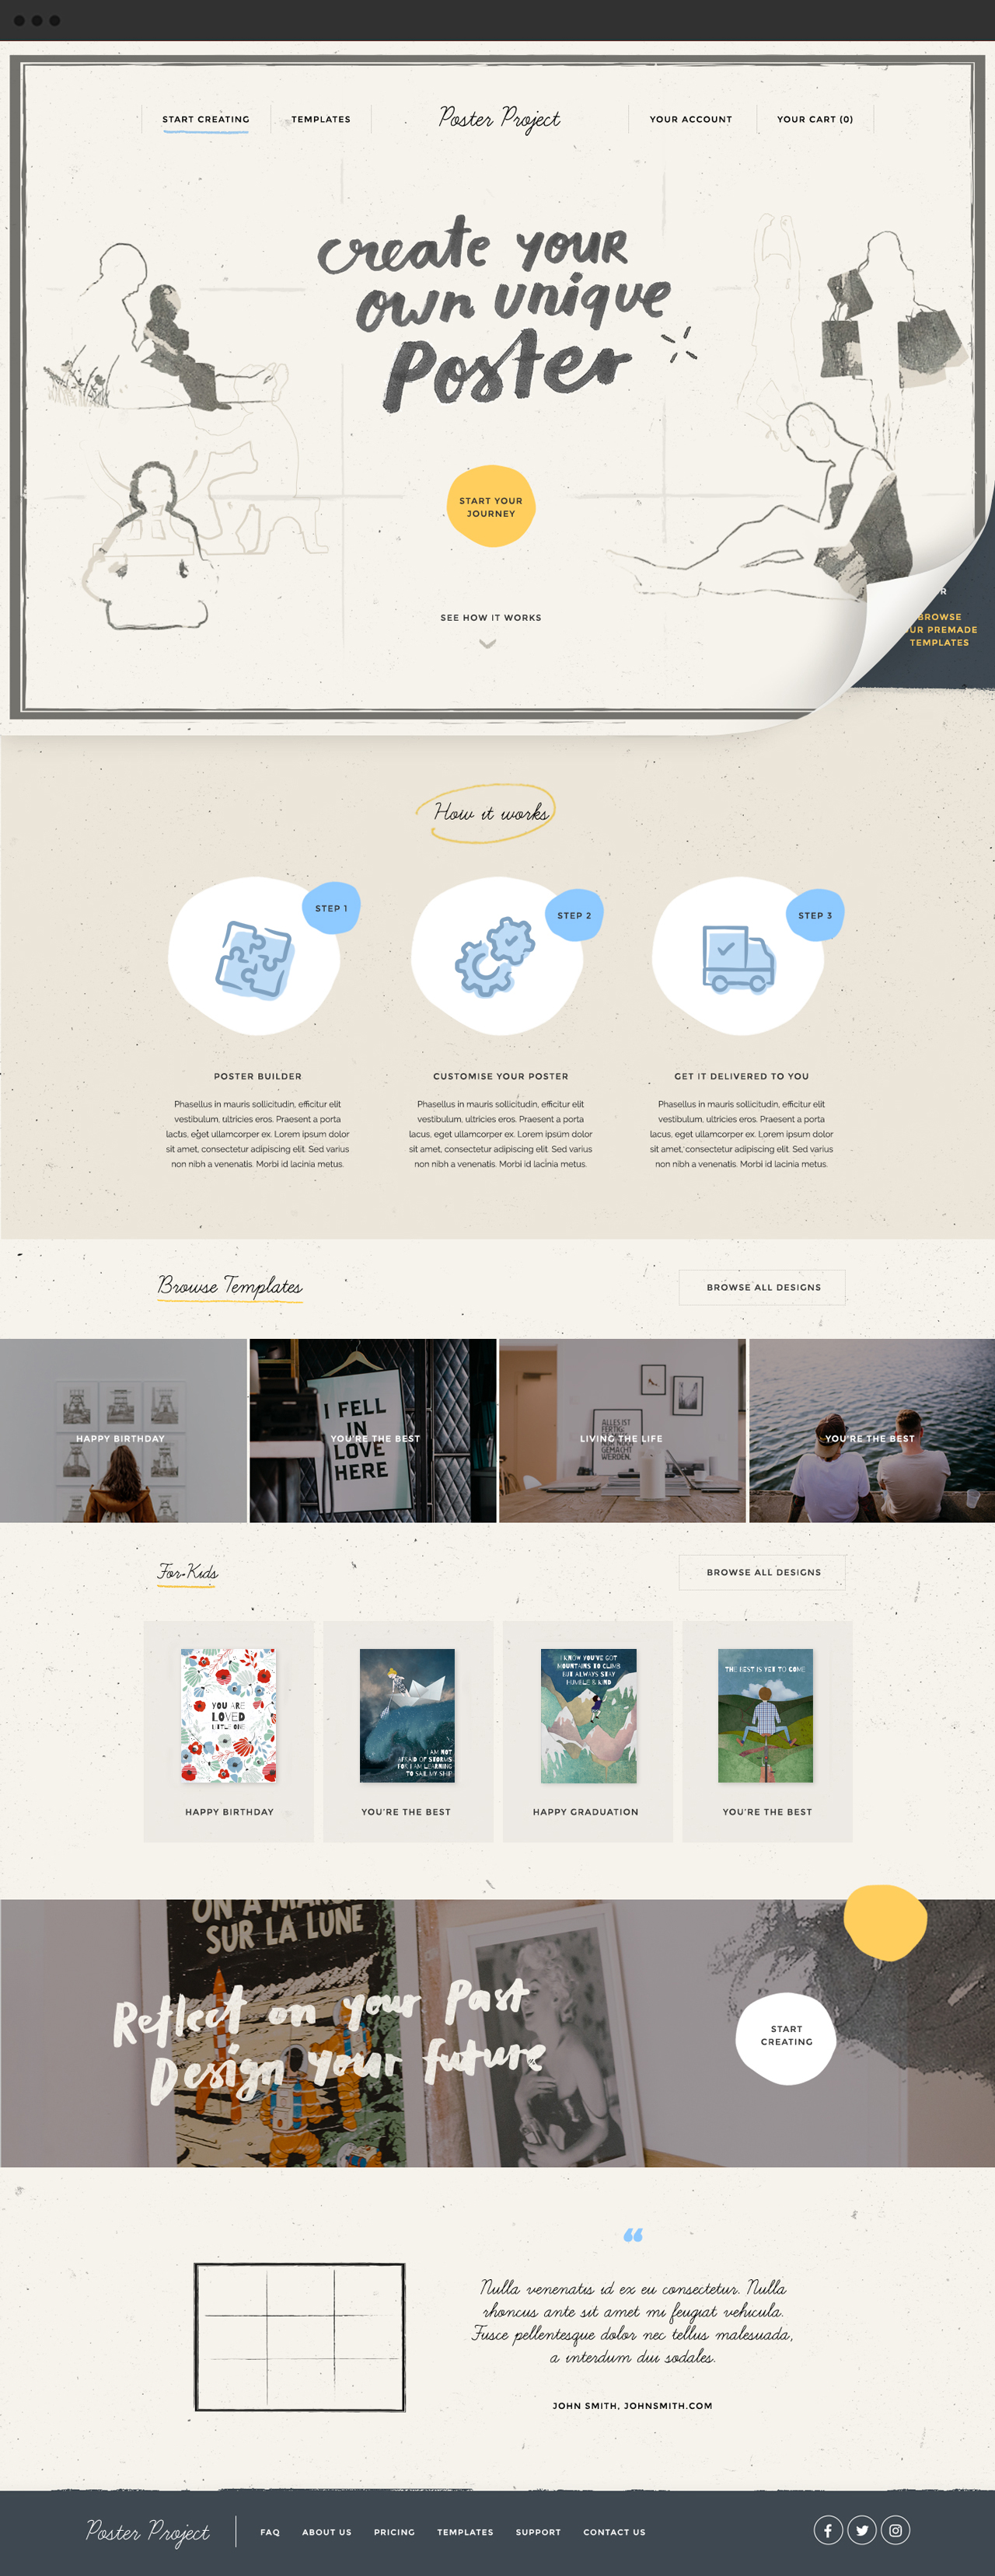 START CREATING
TEMPLATES
Poster Project
YOUR ACCOUNT
YOUR CART (0)
create your
own unique
Poster
START YOUR
JOURNEY
SEE HOW IT WORKS
BROWSE
PREMADE
TEMPLATES
How it works
STEP 1
STEP 2
STEP 3
POSTER BUILDER
Phasellus in mauris sollicitudin, efficitur elit
vestibulum, ultricies eros. Praesent a porta
lacus, eget ullamcorper ex. Lorem ipsum dolor
sit amet, consectetur adipiscing elit. Sed varius
non nibh a venenatis. Morbi id lacinia metus.
CUSTOMISE YOUR POSTER
Phasellus in mauris sollicitudin, efficitur elit
vestibulum, ultricies eros. Praesent a porta
lacus, eget ullamcorper ex. Lorem ipsum dolor
sit amet, consectetur adipiscing elit. Sed varius
non nibh a venenatis. Morbi id lacinia metus.
GET IT DELIVERED TO YOU
Phasellus in mauris sollicitudin, efficitur elit
vestibulum, ultricies eros. Praesent a porta
lacus, eget ullamcorper ex. Lorem ipsum dolor
sit amet, consectetur adipiscing elit. Sed varius
non nibh a venenatis. Morbi id lacinia metus.
Browse Templates
BROWSE ALL DESIGNS
HAPPY BIRTHDAY
I FELL
IN
LOVE
HERE
YOU'RE THE BEST
ALLES IST
FERTIG.
NUR NOCH
GEMACHT
WERDEN.
LIVING THE LIFE
YOU'RE THE BEST
For Kids
BROWSE ALL DESIGNS
YOU ARE
LOVED
LITTLE ONE
HAPPY BIRTHDAY
I AM NOT
AFRAID OF STORMS
FOR I AM LEARNING
TO SAIL MY SHIP
YOU'RE THE BEST
I KNOW YOU'VE GOT
MOUNTAINS TO CLIMB
BUT ALWAYS STAY
HUMBLE & KIND
HAPPY GRADUATION
THE BEST IS YET TO COME
YOU'RE THE BEST
ON A MARCHÉ
SUR LA LUNE
Reflect on your Past
Design your future
START
CREATING
“
Nulla venenatis id ex eu consectetur. Nulla
rhoncus ante sit amet mi feugiat vehicula.
Fusce pellentesque dolor nec tellus malesuada,
a interdum dui sodales.
JOHN SMITH, JOHNSMITH.COM
Poster Project
FAQ
ABOUT US
PRICING
TEMPLATES
SUPPORT
CONTACT US